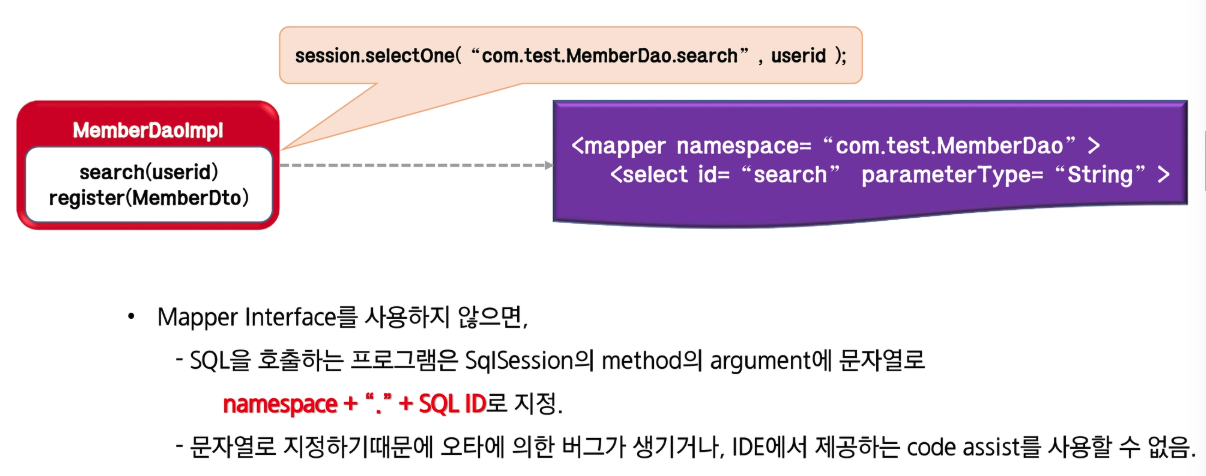 session.selectOne( “com.test.MemberDao.search” , userid );
MemberDaoImpl
search(userid)
register(MemberDto)
<mapper namespace= “com.test.MemberDao” >
<select id= “search” parameterType= “String” >
• Mapper Interface를 사용하지 않으면,
- SQL을 호출하는 프로그램은 SqlSession의 method의 argument에 문자열로
namespace + “.” + SQL ID로 지정.
- 문자열로 지정하기때문에 오타에 의한 버그가 생기거나, IDE에서 제공하는 code assist를 사용할 수 없음.